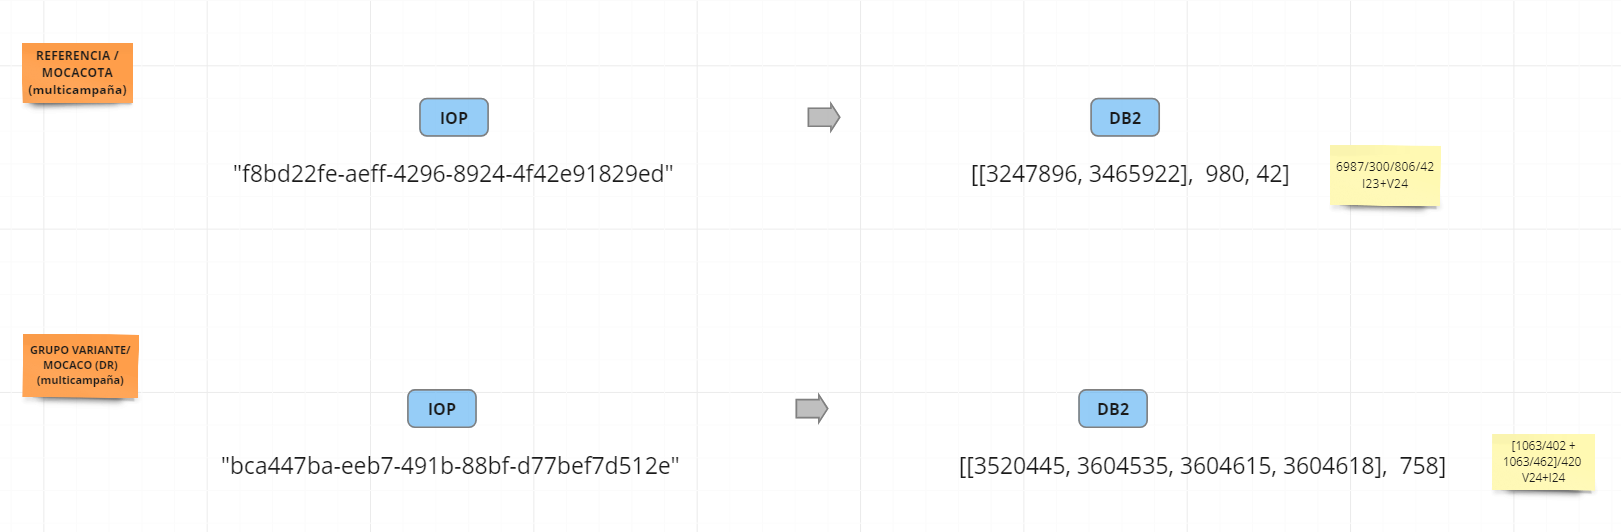 REFERENCIA /
MOCACOTA
(multicampaña)
IOP
DB2
"f8bd22fe-aeff-4296-8924-4f42e91829ed"
[[3247896, 3465922],  980, 42]
6987/300/806/42
I23+V24
GRUPO VARIANTE/
MOCACO (DR)
(multicampaña)
IOP
DB2
"bca447ba-eeb7-491b-88bf-d77bef7d512e"
[[3520445, 3604535, 3604615, 3604618],  758]
[1063/402 +
1063/462]/420
V24+I24